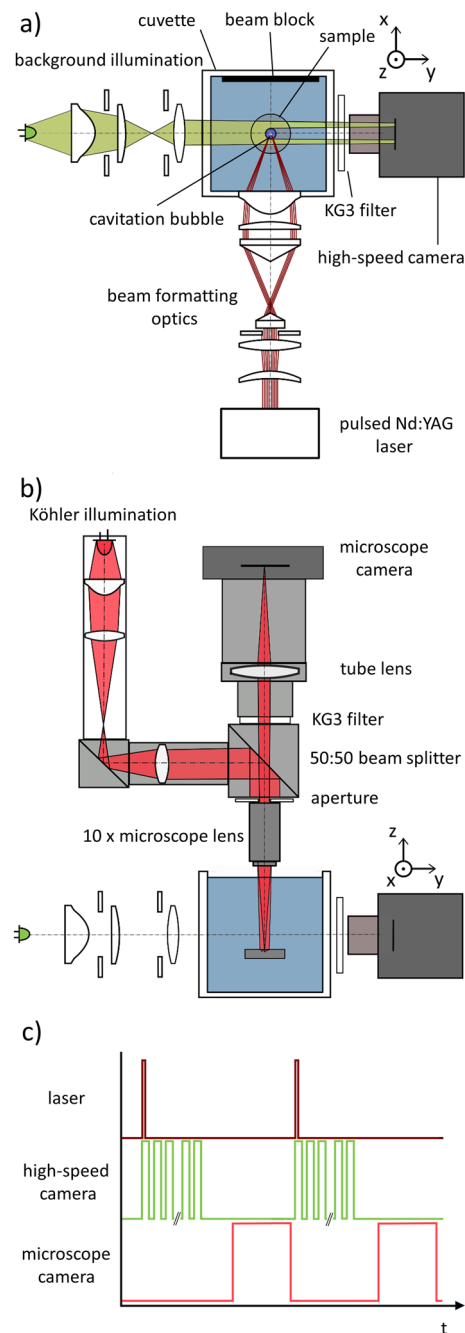 a)
cuvette
beam block
sample
background illumination
x
z
y
cavitation bubble
KG3 filter
high-speed camera
beam formatting
optics
pulsed Nd:YAG
laser
b)
Köhler illumination
microscope
camera
tube lens
KG3 filter
50:50 beam splitter
aperture
10 x microscope lens
z
x
y
c)
laser
high-speed
camera
//
//
microscope
camera
t